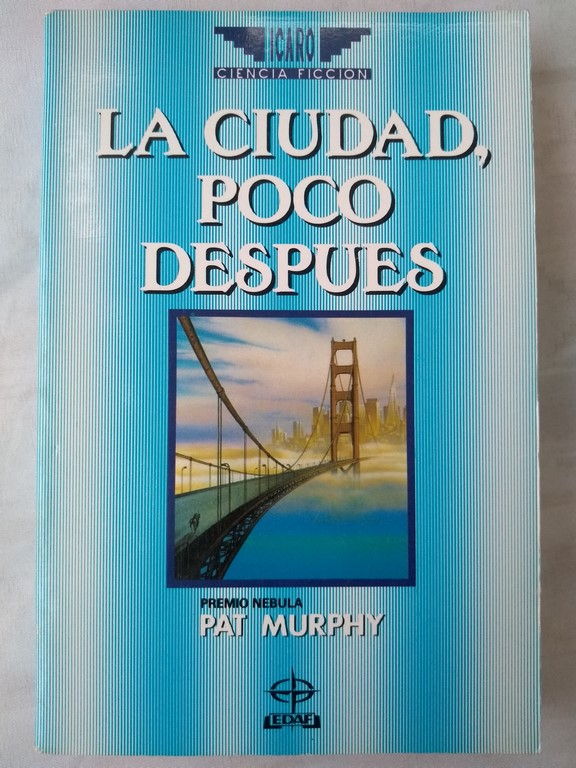 ICARO
CIENCIA FICCION
LA CIUDAD,
POCO
DESPUES
PREMIO NEBULA
PAT MURPHY
EDAF